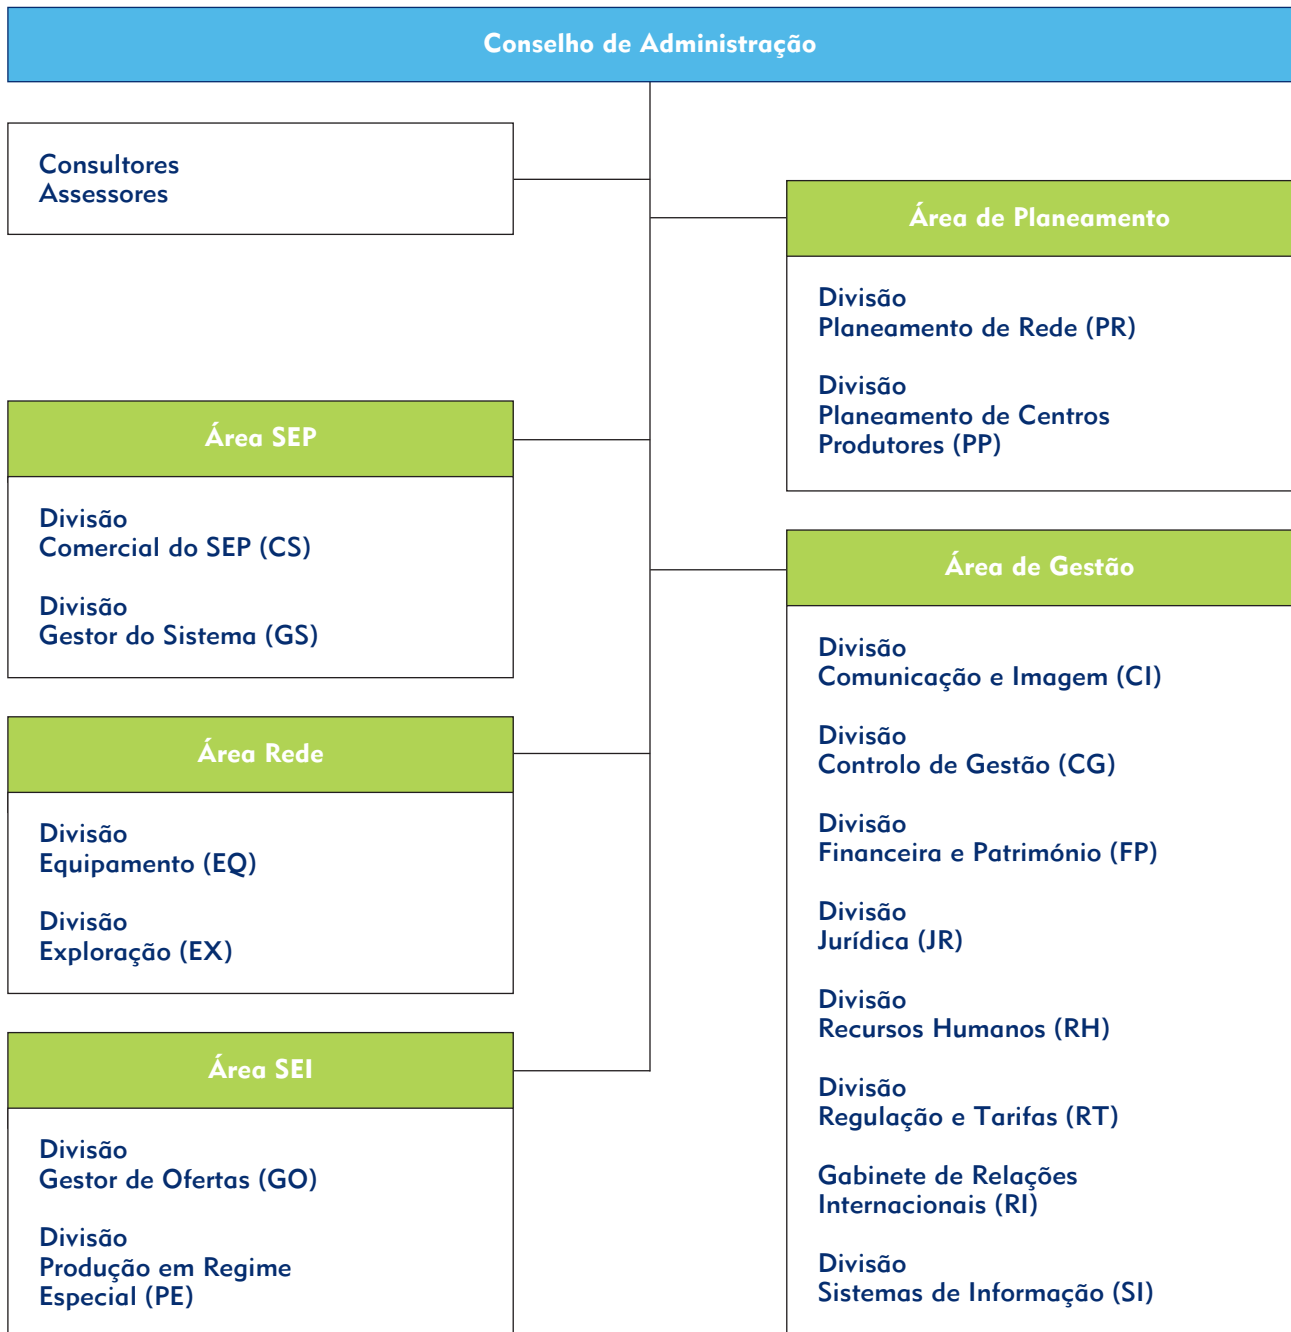 Conselho de Administração
Consultores
Assessores
Área de Planeamento
Divisão
Planeamento de Rede (PR)
Divisão
Planeamento de Centros
Produtores (PP)
Área SEP
Divisão
Comercial do SEP (CS)
Divisão
Gestor do Sistema (GS)
Área de Gestão
Divisão
Comunicação e Imagem (CI)
Divisão
Controlo de Gestão (CG)
Divisão
Financeira e Património (FP)
Divisão
Jurídica (JR)
Divisão
Recursos Humanos (RH)
Divisão
Regulação e Tarifas (RT)
Gabinete de Relações
Internacionais (RI)
Divisão
Sistemas de Informação (SI)
Área Rede
Divisão
Equipamento (EQ)
Divisão
Exploração (EX)
Área SEI
Divisão
Gestor de Ofertas (GO)
Divisão
Produção em Regime
Especial (PE)